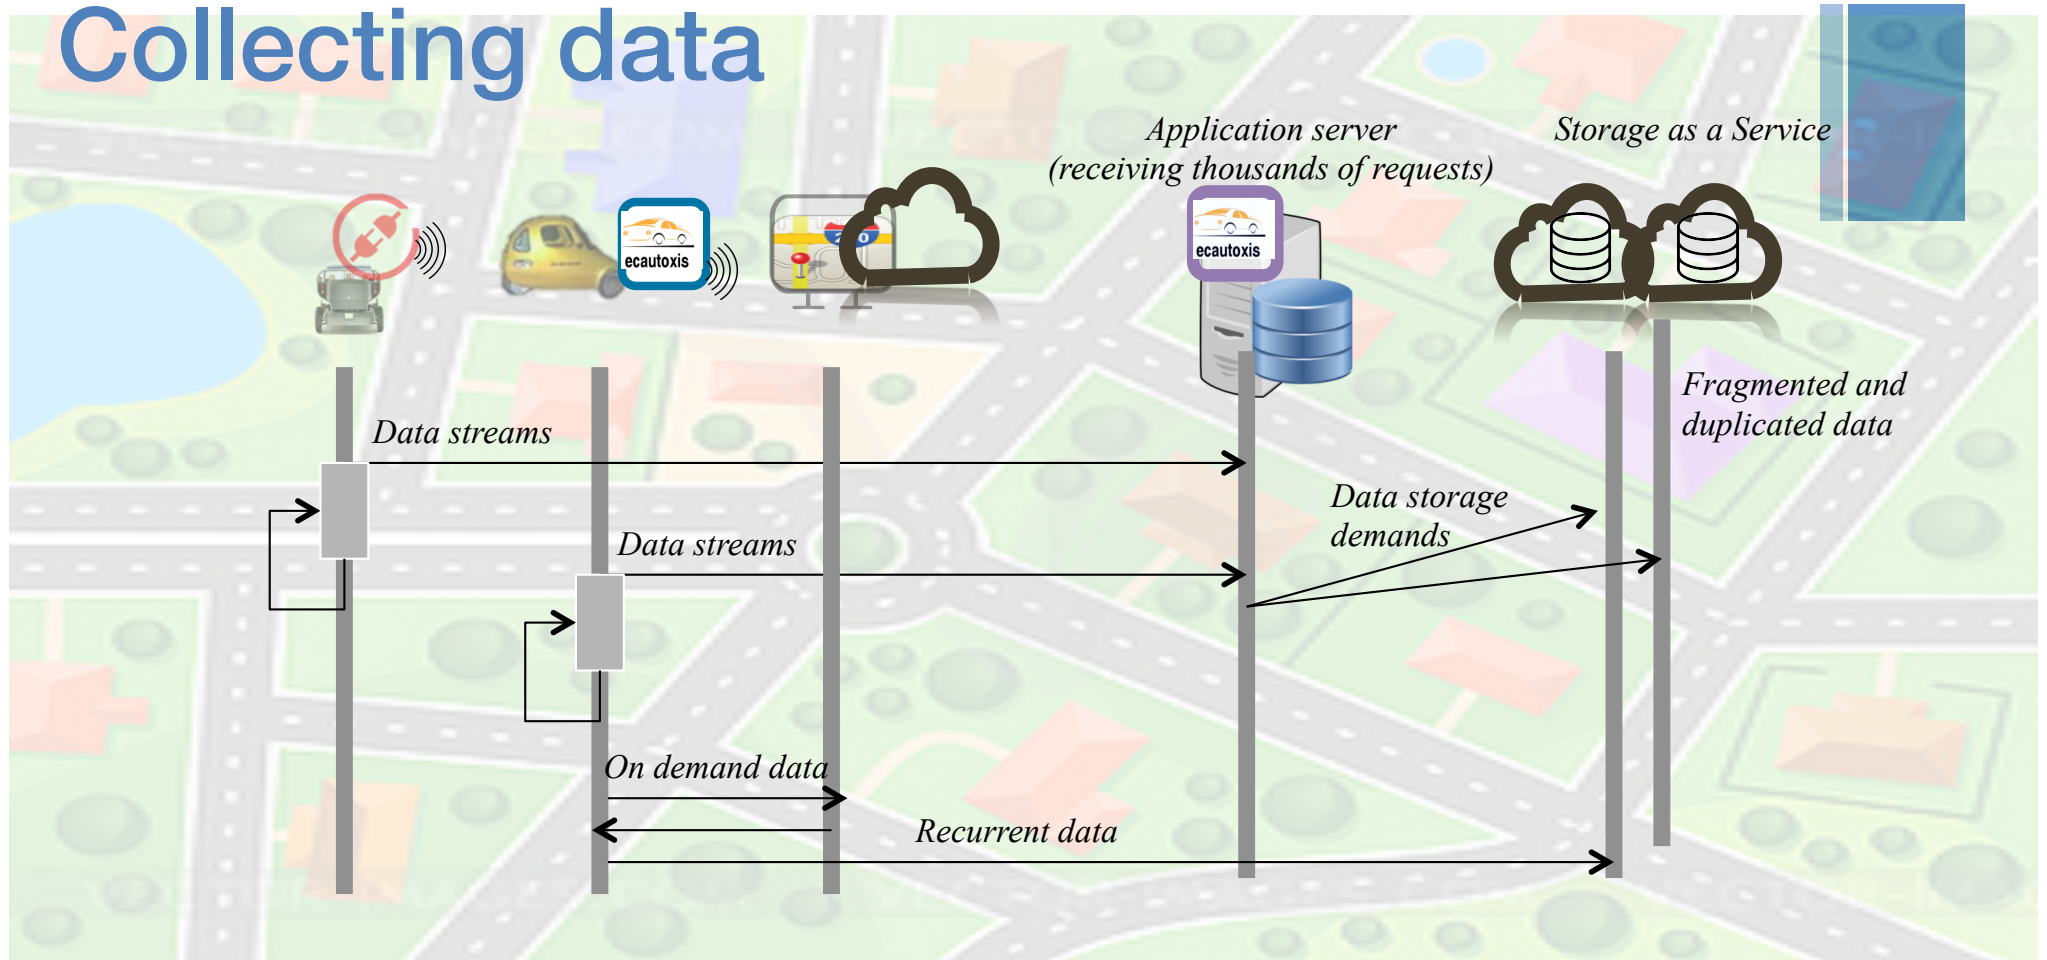 Collecting data
Application server
(receiving thousands of requests)
Storage as a Service
ecautoxis
ecautoxis
Fragmented and
duplicated data
Data streams
Data storage
demands
Data streams
On demand data
Recurrent data